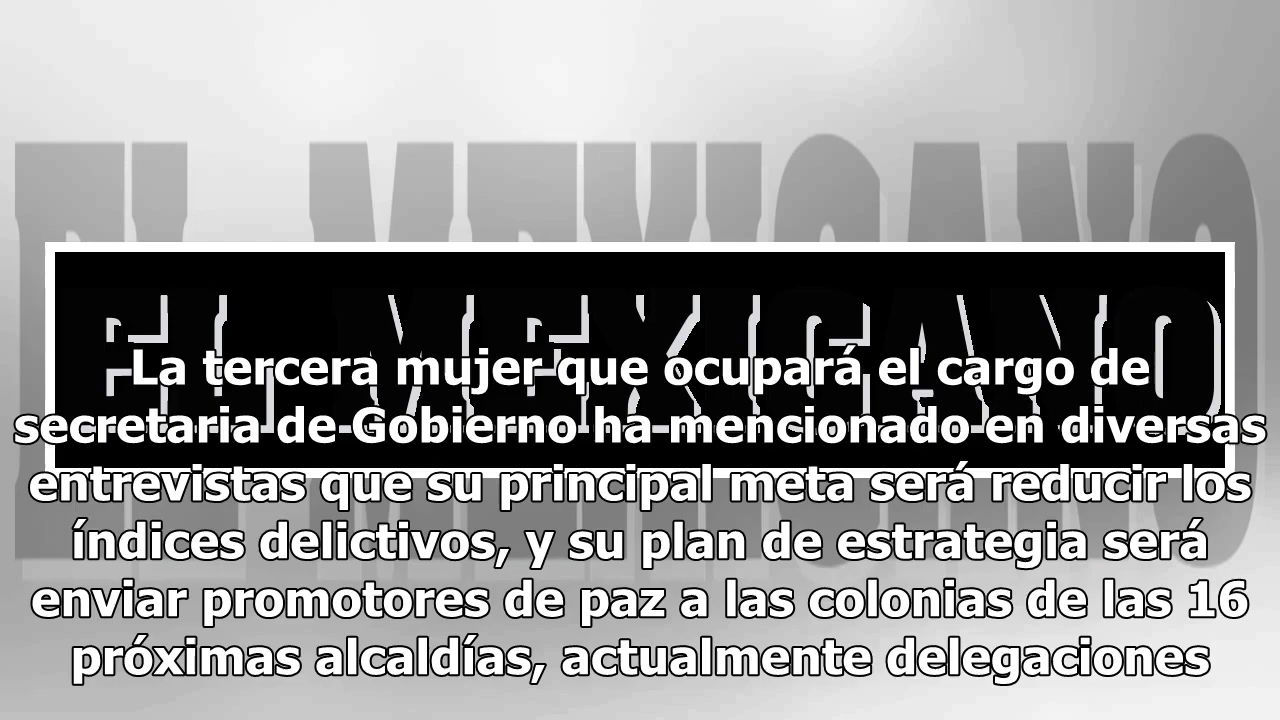 EL MEXICANO
EL MEXICANO
La tercera mujer que ocupará el cargo de
secretaria de Gobierno ha mencionado en diversas
entrevistas que su principal meta será reducir los
índices delictivos, y su plan de estrategia será
enviar promotores de paz a las colonias de las 16
próximas alcaldías, actualmente delegaciones